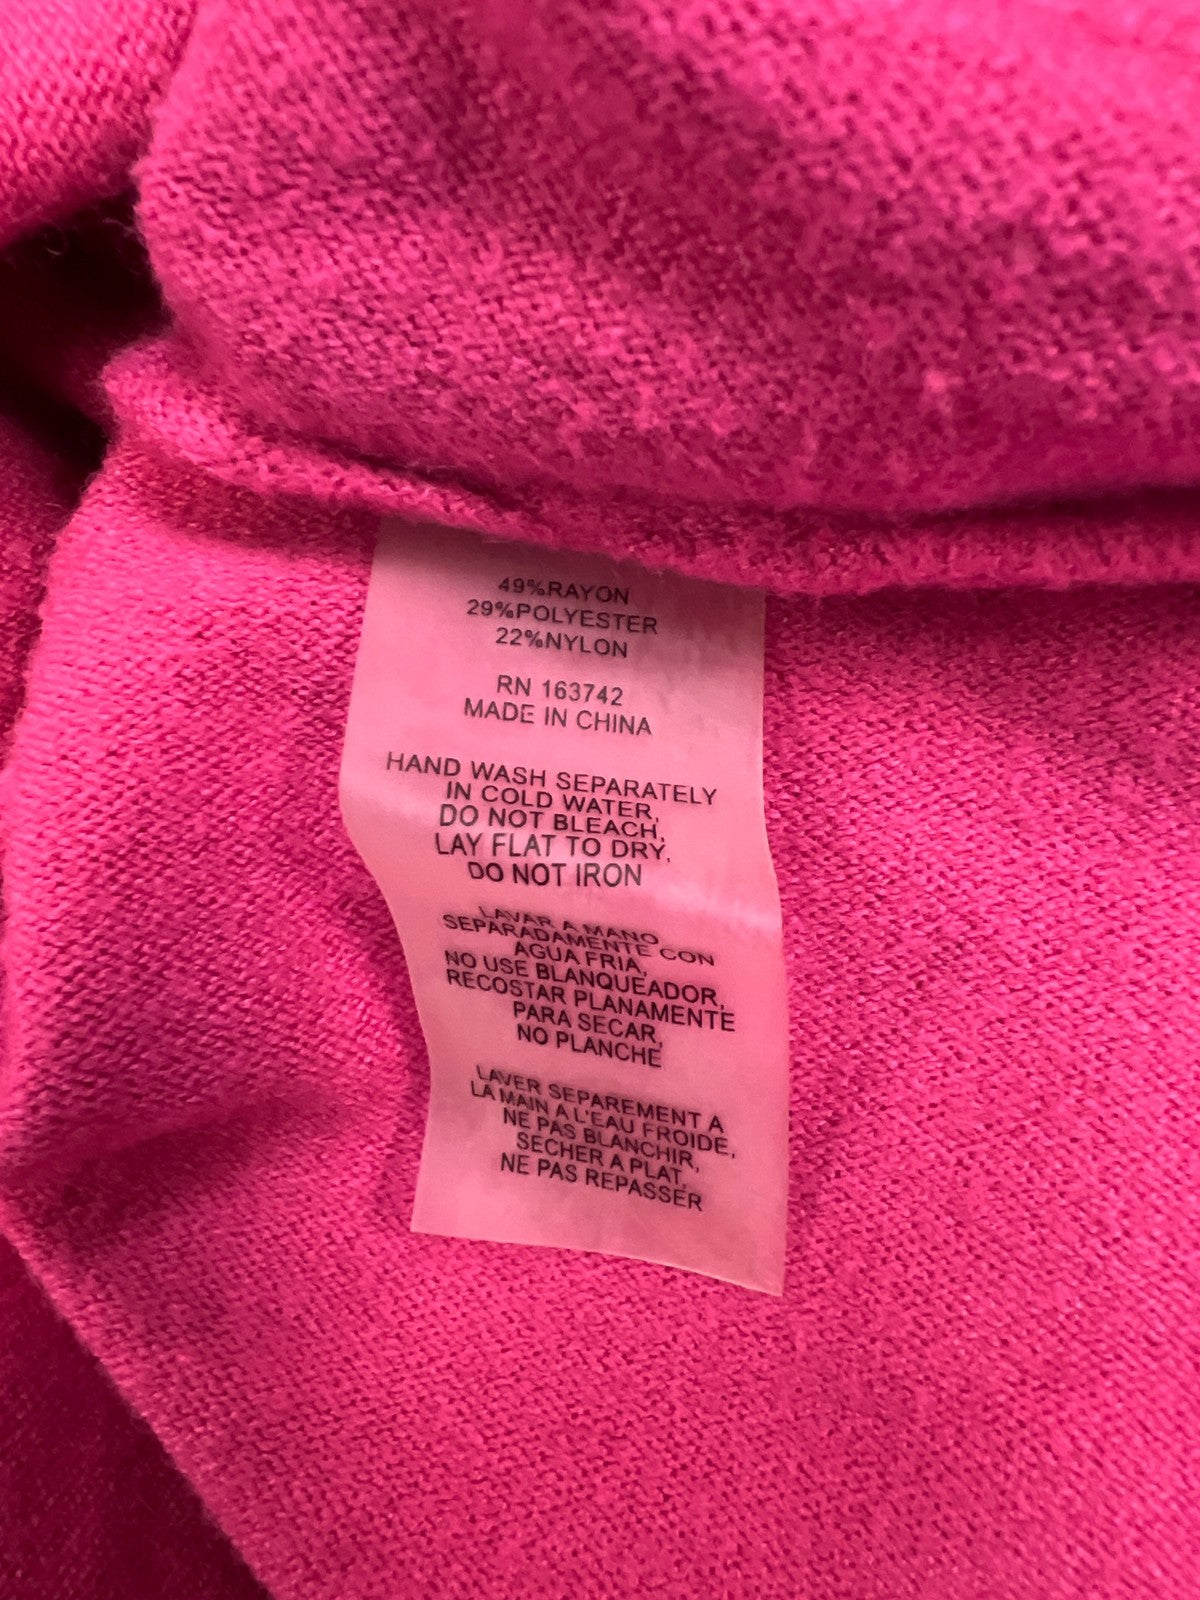 49%RAYON
29%POLYESTER
22%NYLON
RN 163742
MADE IN CHINA
HAND WASH SEPARATELY
IN COLD WATER,
DO NOT BLEACH,
LAY FLAT TO DRY,
DO NOT IRON
LAVAR A MANO
SEPARADAMENTE CON
AGUA FRIA,
NO USE BLANQUEADOR,
RECOSTAR PLANAMENTE
PARA SECAR,
NO PLANCHE
LAVER SEPAREMENT A
LA MAIN A L'EAU FROIDE,
NE PAS BLANCHIR,
SECHER A PLAT,
NE PAS REPASSER